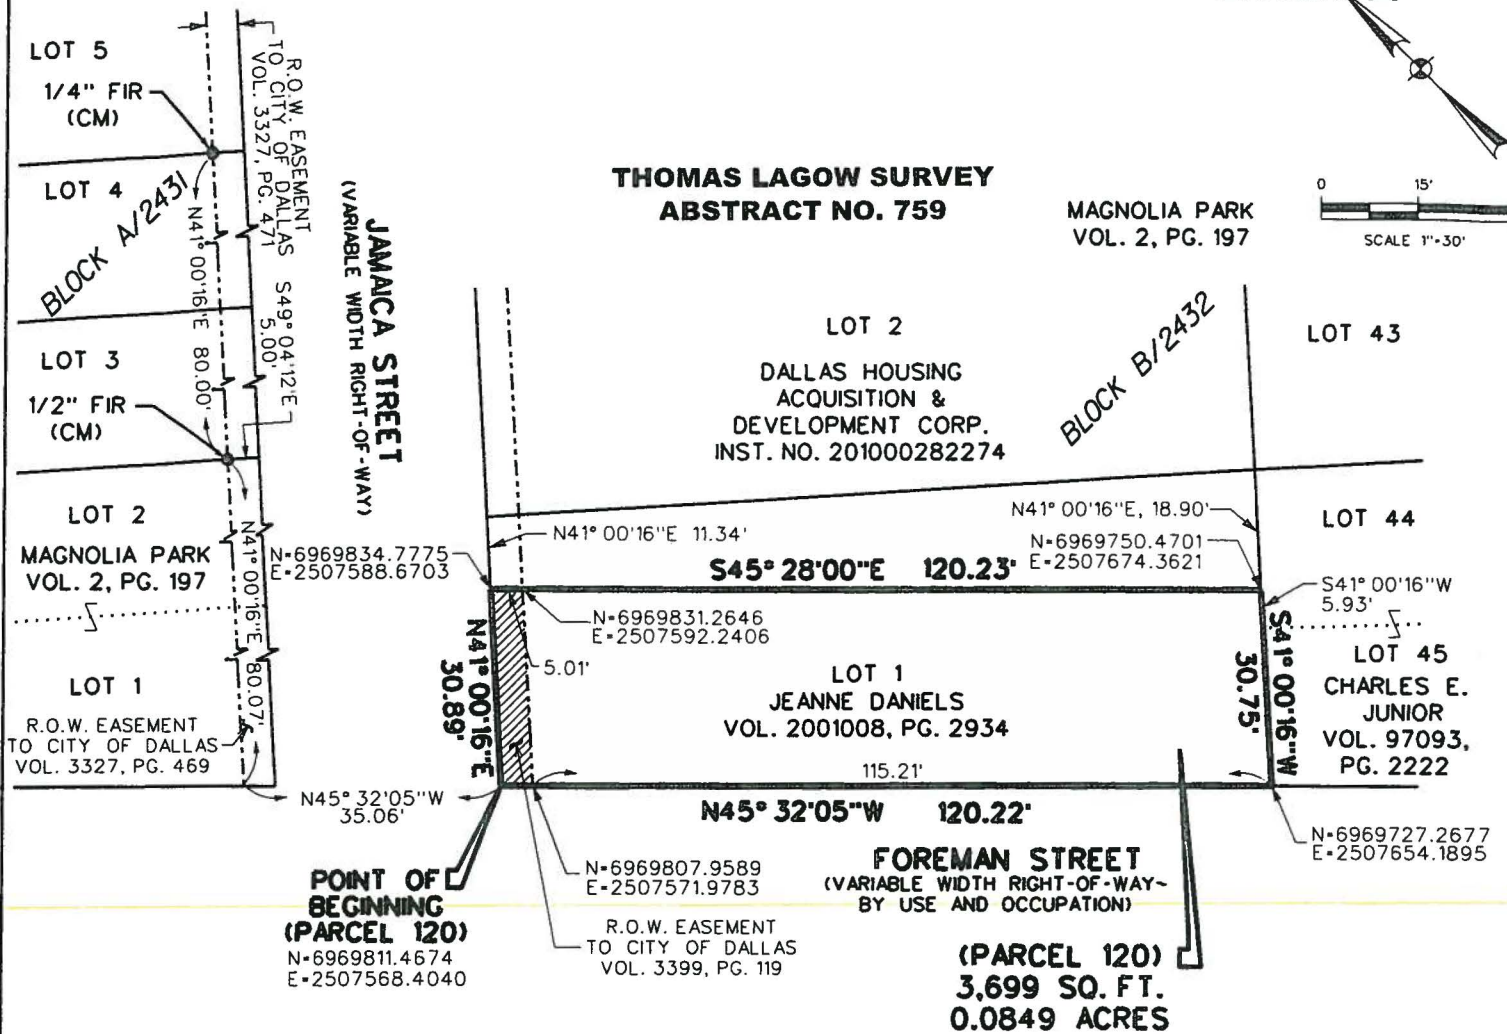 LOT 5
1/4" FIR
(CM)
LOT 4
BLOCK A/2431
N41°00'16"E 80.00'
R.O.W. EASEMENT
TO CITY OF DALLAS
VOL. 3327, PG. 471
S49°04'12"E
5.00'
LOT 3
1/2" FIR
(CM)
LOT 2
MAGNOLIA PARK
VOL. 2, PG. 197
N41°00'16"E 80.07'
LOT 1
R.O.W. EASEMENT
TO CITY OF DALLAS
VOL. 3327, PG. 469
JAMAICA STREET
(VARIABLE WIDTH RIGHT-OF-WAY)
THOMAS LAGOW SURVEY
ABSTRACT NO. 759
MAGNOLIA PARK
VOL. 2, PG. 197
0 15'
SCALE 1"=30'
LOT 2
DALLAS HOUSING
ACQUISITION &
DEVELOPMENT CORP.
INST. NO. 201000282274
BLOCK B/2432
LOT 43
LOT 44
N41°00'16"E 11.34'
N41°00'16"E, 18.90'
N=6969834.7775
E=2507588.6703
S45°28'00"E 120.23'
N=6969750.4701
E=2507674.3621
S41°00'16"W
5.93'
N=6969831.2646
E=2507592.2406
5.01'
N41°00'16"E
30.89'
LOT 1
JEANNE DANIELS
VOL. 2001008, PG. 2934
S41°00'16"W
30.75'
LOT 45
CHARLES E.
JUNIOR
VOL. 97093,
PG. 2222
115.21'
N45°32'05"W
35.06'
N45°32'05"W 120.22'
N=6969727.2677
E=2507654.1895
POINT OF
BEGINNING
(PARCEL 120)
N=6969811.4674
E=2507568.4040
N=6969807.9589
E=2507571.9783
R.O.W. EASEMENT
TO CITY OF DALLAS
VOL. 3399, PG. 119
FOREMAN STREET
(VARIABLE WIDTH RIGHT-OF-WAY-
BY USE AND OCCUPATION)
(PARCEL 120)
3,699 SQ. FT.
0.0849 ACRES